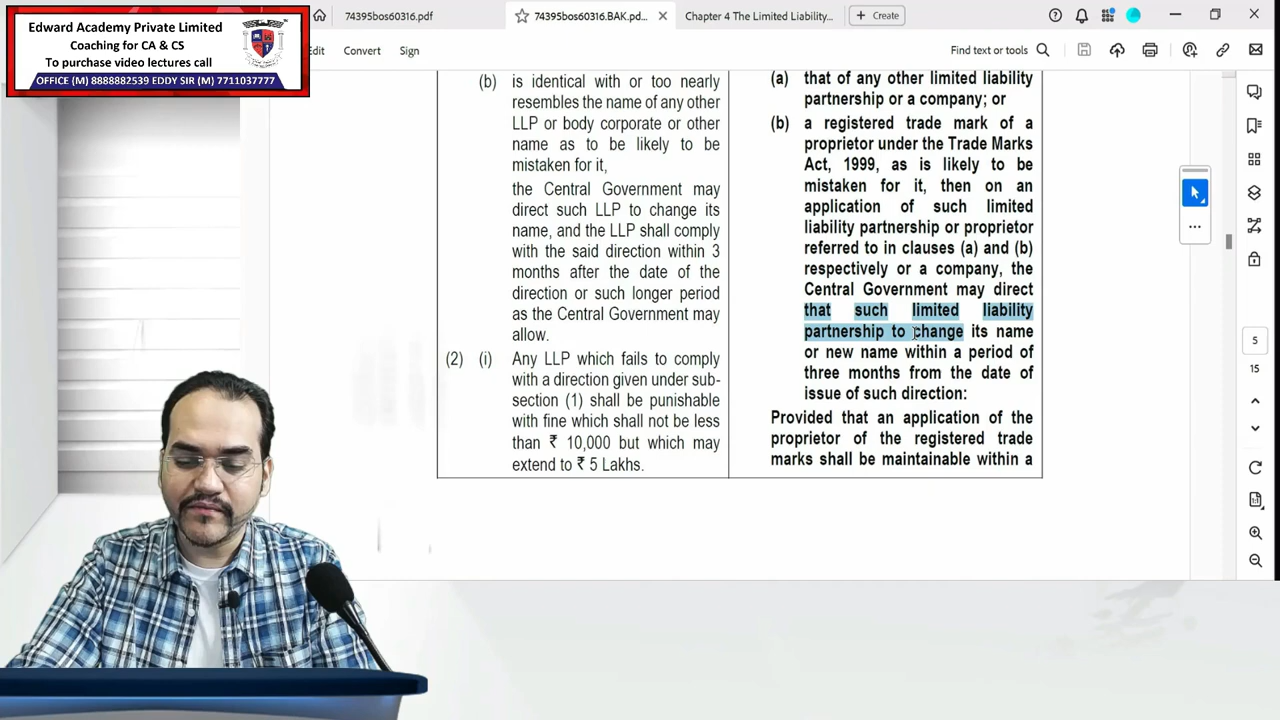 Edward Academy Private Limited
Coaching for CA & CS
To purchase video lectures call
OFFICE (M) 8888882539 EDDY SIR (M) 7711037777
74395bos60316.pdf
74395bos60316.BAK.pd...
Chapter 4 The Limited Liability...
Create
Edit
Convert
Sign
Find text or tools
(b) is identical with or too nearly
resembles the name of any other
LLP or body corporate or other
name as to be likely to be
mistaken for it,
the Central Government may
direct such LLP to change its
name, and the LLP shall comply
with the said direction within 3
months after the date of the
direction or such longer period
as the Central Government may
allow.
(2) (i) Any LLP which fails to comply
with a direction given under sub-
section (1) shall be punishable
with fine which shall not be less
than ₹ 10,000 but which may
extend to ₹ 5 Lakhs.
(a) that of any other limited liability
partnership or a company; or
(b) a registered trade mark of a
proprietor under the Trade Marks
Act, 1999, as is likely to be
mistaken for it, then on an
application of such limited
liability partnership or proprietor
referred to in clauses (a) and (b)
respectively or a company, the
Central Government may direct
that such limited liability
partnership to change its name
or new name within a period of
three months from the date of
issue of such direction:
Provided that an application of the
proprietor of the registered trade
marks shall be maintainable within a
5
15